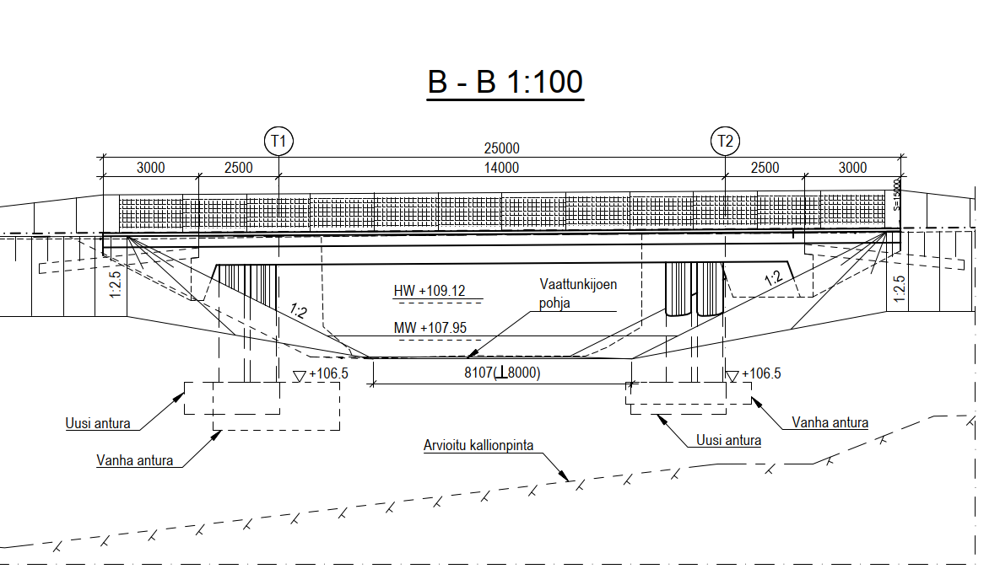 B - B 1:100
T1
T2
25000
3000
2500
14000
2500
3000
S=15000
1:2.5
1:2
HW +109.12
MW +107.95
Vaattunkijoen
pohja
1:2
1:2.5
+106.5
8107(⊥8000)
+106.5
Uusi antura
Vanha antura
Arvioitu kallionpinta
Uusi antura
Vanha antura